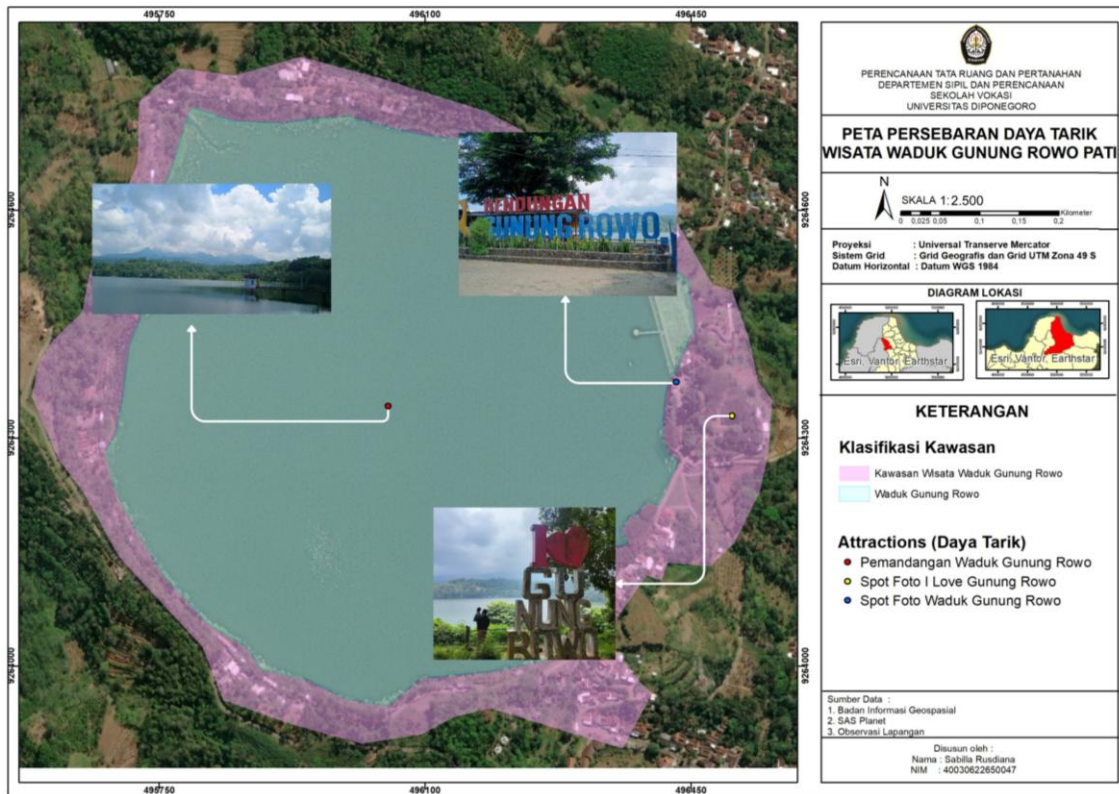 495750 496100 496450
9264600 9264600
9264300 9264300
9264000 9264000
495750 496100 496450
BENDUNGAN
GUNUNG ROWO
I
GU
NUNG
ROWO
PERENCANAAN TATA RUANG DAN PERTANAHAN
DEPARTEMEN SIPIL DAN PERENCANAAN
SEKOLAH VOKASI
UNIVERSITAS DIPONEGORO
PETA PERSEBARAN DAYA TARIK
WISATA WADUK GUNUNG ROWO PATI
N
SKALA 1:2.500
Kilometer
0 0,025 0,05 0,1 0,15 0,2
Proyeksi : Universal Transerve Mercator
Sistem Grid : Grid Geografis dan Grid UTM Zona 49 S
Datum Horizontal : Datum WGS 1984
DIAGRAM LOKASI
Esri, Vantor, Earthstar
Esri, Vantor, Earthstar
KETERANGAN
Klasifikasi Kawasan
Kawasan Wisata Waduk Gunung Rowo
Waduk Gunung Rowo
Attractions (Daya Tarik)
Pemandangan Waduk Gunung Rowo
Spot Foto I Love Gunung Rowo
Spot Foto Waduk Gunung Rowo
Sumber Data :
1. Badan Informasi Geospasial
2. SAS Planet
3. Observasi Lapangan
Disusun oleh :
Nama : Sabilla Rusdiana
NIM : 40030622650047